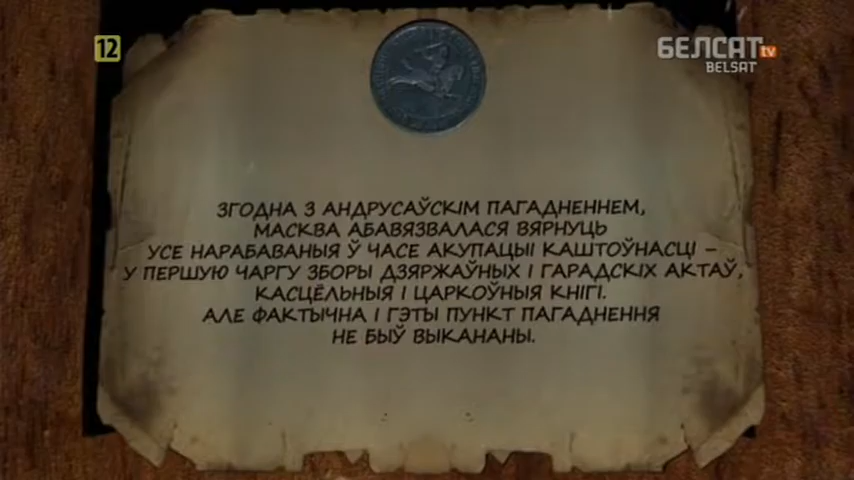 12
БЕЛСАТ tv
BELSAT
ЗГОДНА З АНДРУСАЎСКІМ ПАГАДНЕННЕМ,
МАСКВА АБАВЯЗВАЛАСЯ ВЯРНУЦЬ
УСЕ НАРАБАВАНЫЯ Ў ЧАСЕ АКУПАЦЫІ КАШТОЎНАСЦІ –
У ПЕРШУЮ ЧАРГУ ЗБОРЫ ДЗЯРЖАЎНЫХ І ГАРАДСКІХ АКТАЎ,
КАСЦЁЛЬНЫЯ І ЦАРКОЎНЫЯ КНІГІ.
АЛЕ ФАКТЫЧНА І ГЭТЫ ПУНКТ ПАГАДНЕННЯ
НЕ БЫЎ ВЫКАНАНЫ.